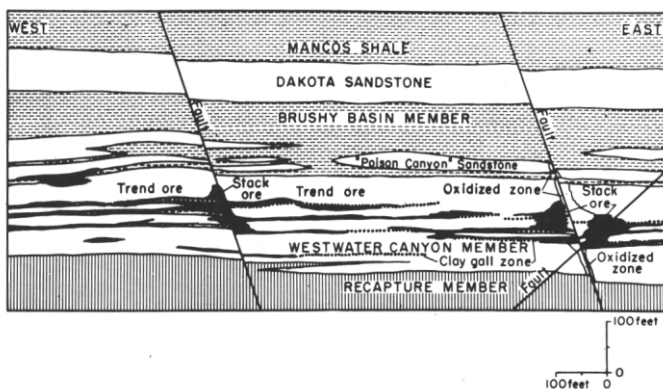 WEST
EAST
MANCOS SHALE
DAKOTA SANDSTONE
Fault
Fault
BRUSHY BASIN MEMBER
"Poison Canyon" Sandstone
Trend ore
Stack
ore
Trend ore
Oxidized zone
Stack
ore
WESTWATER CANYON MEMBER
Clay gall zone
Oxidized
zone
Fault
RECAPTURE MEMBER
100 feet
0
100 feet
0